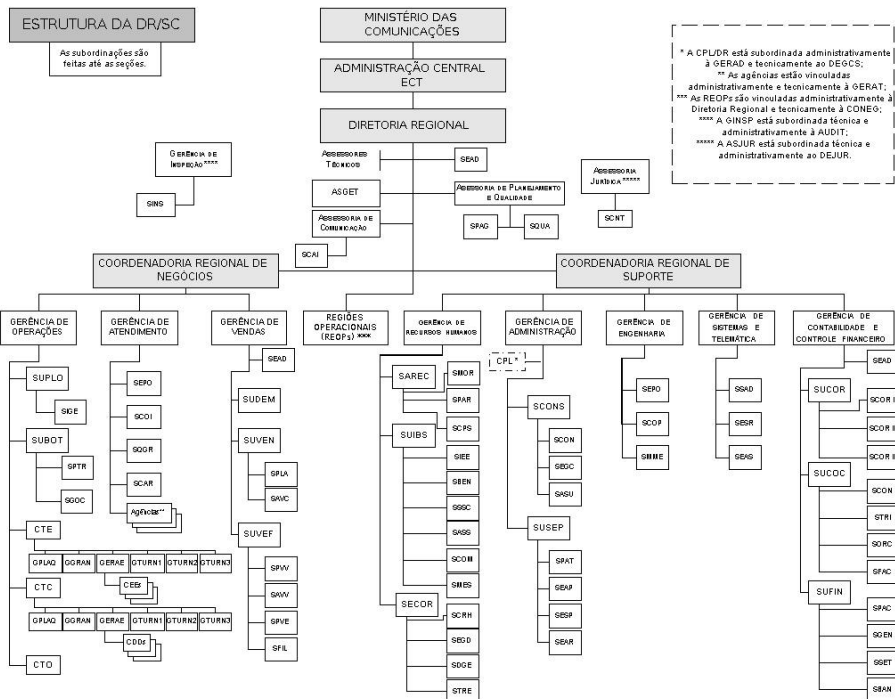 ESTRUTURA DA DR/SC
As subordinações são
feitas até as seções.
MINISTÉRIO DAS
COMUNICAÇÕES
ADMINISTRAÇÃO CENTRAL
ECT
DIRETORIA REGIONAL
* A CPL/DR está subordinada administrativamente
à GERAD e tecnicamente ao DEGCS;
** As agências estão vinculadas
administrativamente e tecnicamente à GERAT;
*** As REOPs são vinculadas administrativamente à
Diretoria Regional e tecnicamente à CONEG;
**** A GINSP está subordinada técnica e
administrativamente à AUDIT;
***** A ASJUR está subordinada técnica e
administrativamente ao DEJUR.
GERÊNCIA DE
INSPEÇÃO ****
SINS
ASSESSORES
TÉCNICOS
SEAD
ASGET
ASSESSORIA DE PLANEJAMENTO
E QUALIDADE
SPAG
SQUA
ASSESSORIA DE
COMUNICAÇÃO
SCAI
ASSESSORIA
JURÍDICA *****
SCNT
COORDENADORIA REGIONAL DE
NEGÓCIOS
COORDENADORIA REGIONAL DE
SUPORTE
GERÊNCIA DE
OPERAÇÕES
SUPLO
SIGE
SUBOT
SPTR
SGOC
CTE
GPLAQ
GGRAN
GERAE
GTURN1
GTURN2
GTURN3
CEEs
CTC
GPLAQ
GGRAN
GERAE
GTURN1
GTURN2
GTURN3
CDDs
CTO
GERÊNCIA DE
ATENDIMENTO
SEPO
SCOI
SQGR
SCAR
Agências**
GERÊNCIA DE
VENDAS
SEAD
SUDEM
SUVEN
SPLA
SAVC
SUVEF
SPVV
SAVV
SPVE
SFIL
REGIÕES
OPERACIONAIS
(REOPs) ***
GERÊNCIA DE
RECURSOS HUMANOS
SAREC
SMOR
SPAR
SCPS
SUIBS
SIEE
SBEN
SSSC
SASS
SCOM
SMES
SECOR
SCRH
SEGD
SDGE
STRE
GERÊNCIA DE
ADMINISTRAÇÃO
CPL *
SCONS
SCON
SEGC
SASU
SUSEP
SPAT
SEAP
SESP
SEAR
GERÊNCIA DE
ENGENHARIA
SEPO
SCOP
SMME
GERÊNCIA DE
SISTEMAS E
TELEMÁTICA
SSAD
SESR
SEAS
GERÊNCIA DE
CONTABILIDADE E
CONTROLE FINANCEIRO
SEAD
SUCOR
SCOR I
SCOR II
SUCOC
SCON
STRI
SORC
SPAC
SUFIN
SPAC
SGEN
SSET
SBAN